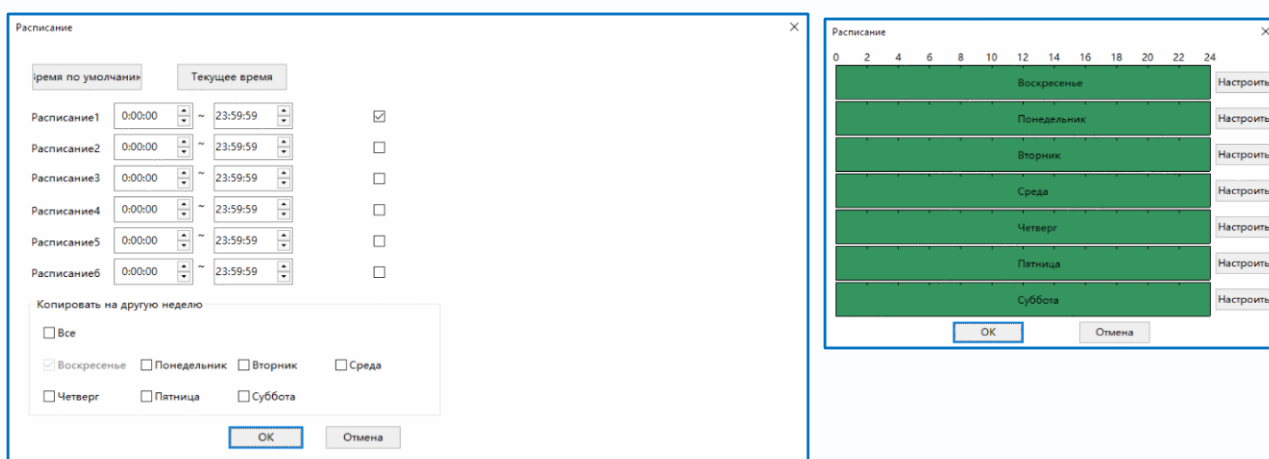 Расписание
Время по умолчанию Текущее время
Расписание1 0:00:00 ~ 23:59:59
Расписание2 0:00:00 ~ 23:59:59
Расписание3 0:00:00 ~ 23:59:59
Расписание4 0:00:00 ~ 23:59:59
Расписание5 0:00:00 ~ 23:59:59
Расписание6 0:00:00 ~ 23:59:59
Копировать на другую неделю
Все
Воскресенье Понедельник Вторник Среда
Четверг Пятница Суббота
OK Отмена
Расписание
0 2 4 6 8 10 12 14 16 18 20 22 24
Воскресенье Настроить
Понедельник Настроить
Вторник Настроить
Среда Настроить
Четверг Настроить
Пятница Настроить
Суббота Настроить
OK Отмена